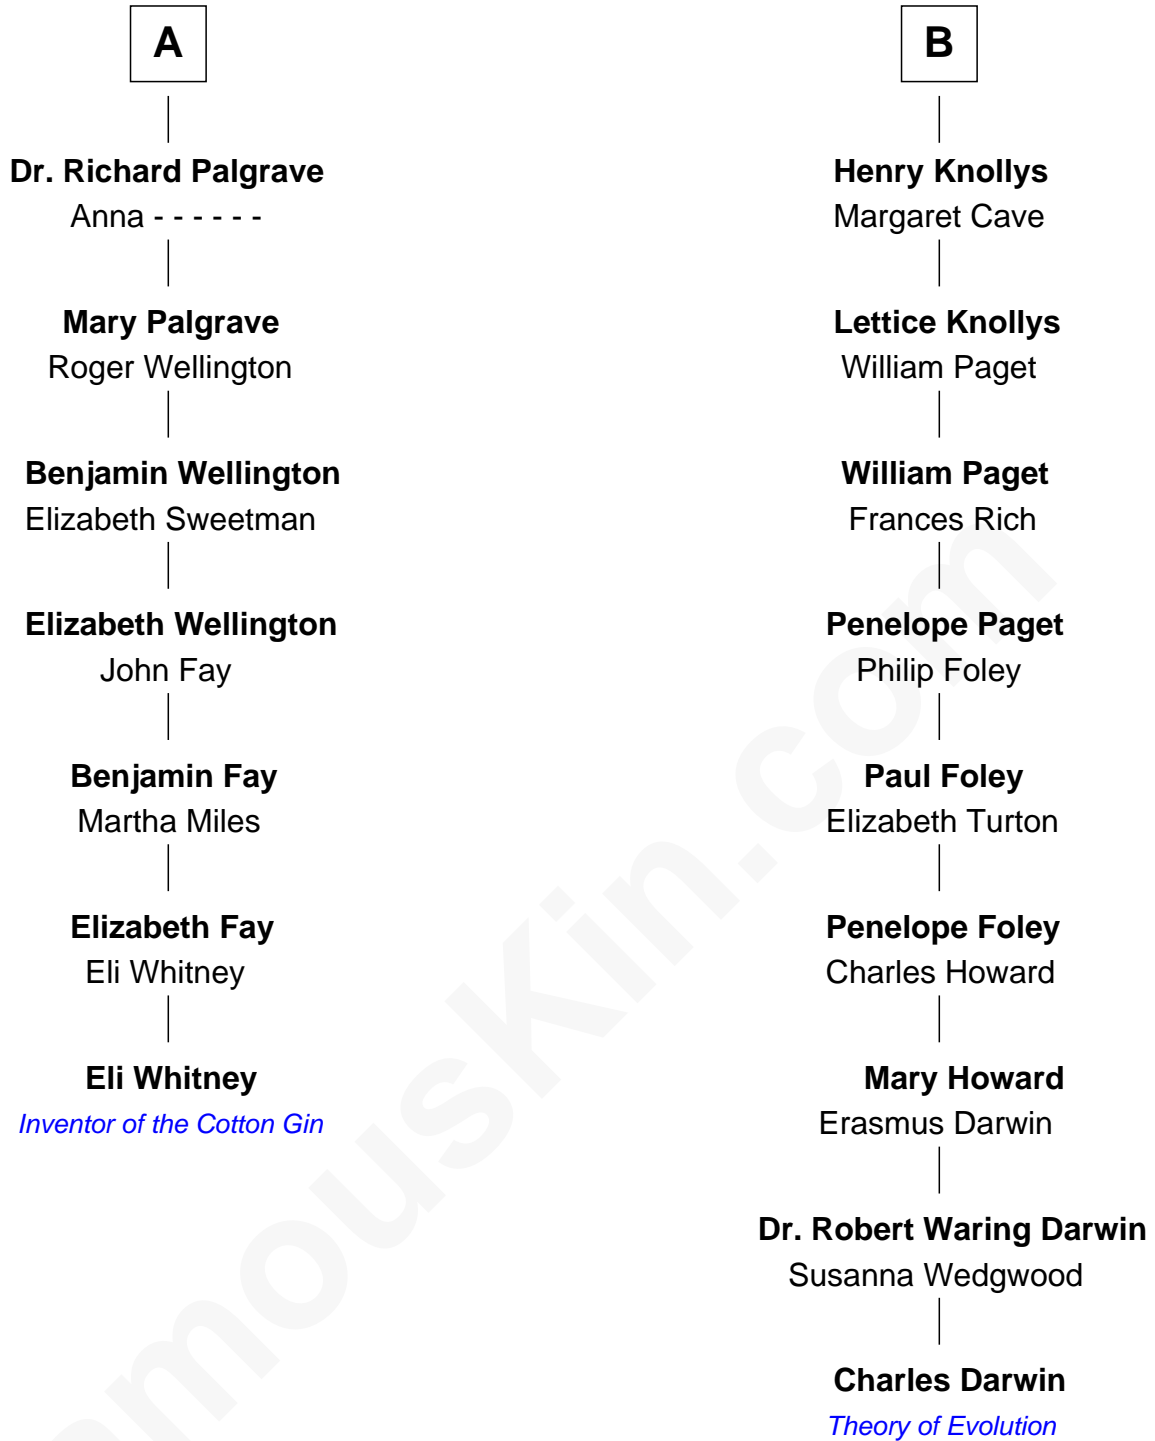 A
Dr. Richard Palgrave
Anna - - - - - -
Mary Palgrave
Roger Wellington
Benjamin Wellington
Elizabeth Sweetman
Elizabeth Wellington
John Fay
Benjamin Fay
Martha Miles
Elizabeth Fay
Eli Whitney
Eli Whitney
Inventor of the Cotton Gin
B
Henry Knollys
Margaret Cave
Lettice Knollys
William Paget
William Paget
Frances Rich
Penelope Paget
Philip Foley
Paul Foley
Elizabeth Turton
Penelope Foley
Charles Howard
Mary Howard
Erasmus Darwin
Dr. Robert Waring Darwin
Susanna Wedgwood
Charles Darwin
Theory of Evolution
amousKin.com